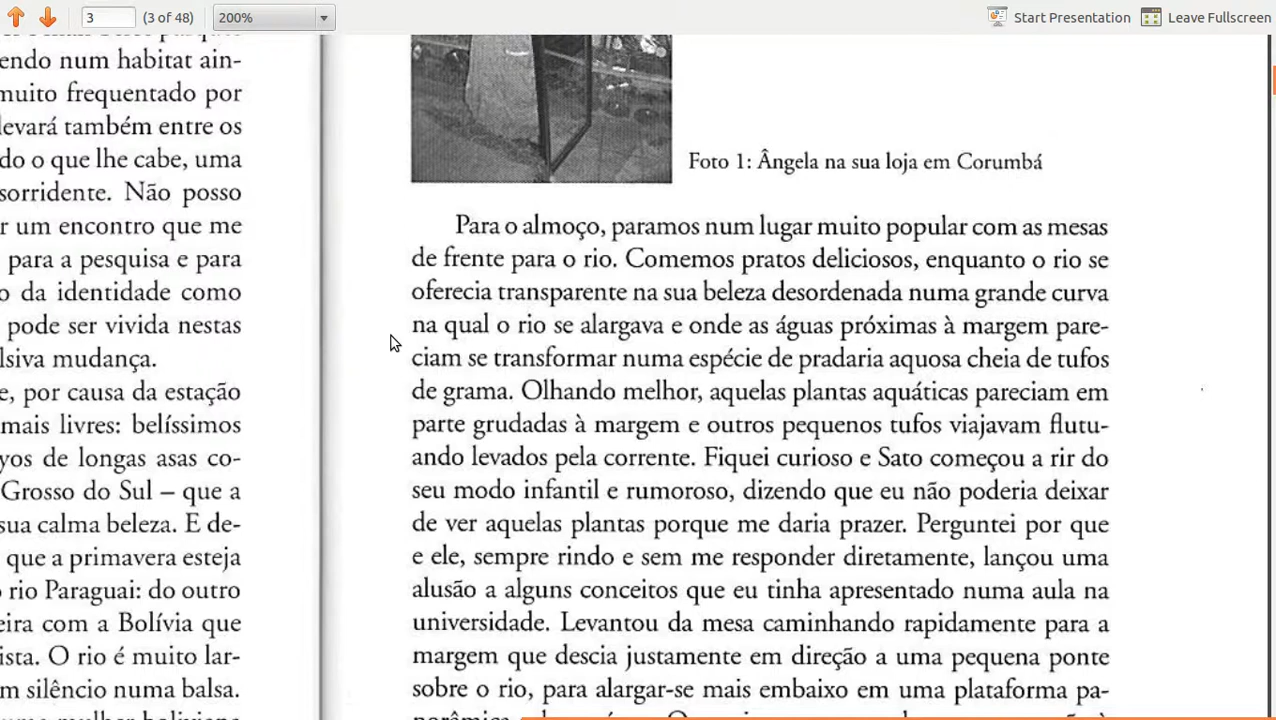 3
(3 of 48)
200%
Start Presentation
Leave Fullscreen
endo num habitat ain-
muito frequentado por
levará também entre os
do o que lhe cabe, uma
sorridente. Não posso
r um encontro que me
para a pesquisa e para
o da identidade como
pode ser vivida nestas
lsiva mudança.
e, por causa da estação
mais livres: belíssimos
yos de longas asas co-
Grosso do Sul – que a
sua calma beleza. E de-
que a primavera esteja
o rio Paraguai: do outro
eira com a Bolívia que
ista. O rio é muito lar-
m silêncio numa balsa.
uma mulher boliviana
Foto 1: Ângela na sua loja em Corumbá
Para o almoço, paramos num lugar muito popular com as mesas
de frente para o rio. Comemos pratos deliciosos, enquanto o rio se
oferecia transparente na sua beleza desordenada numa grande curva
na qual o rio se alargava e onde as águas próximas à margem pare-
ciam se transformar numa espécie de pradaria aquosa cheia de tufos
de grama. Olhando melhor, aquelas plantas aquáticas pareciam em
parte grudadas à margem e outros pequenos tufos viajavam flutu-
ando levados pela corrente. Fiquei curioso e Sato começou a rir do
seu modo infantil e rumoroso, dizendo que eu não poderia deixar
de ver aquelas plantas porque me daria prazer. Perguntei por que
e ele, sempre rindo e sem me responder diretamente, lançou uma
alusão a alguns conceitos que eu tinha apresentado numa aula na
universidade. Levantou da mesa caminhando rapidamente para a
margem que descia justamente em direção a uma pequena ponte
sobre o rio, para alargar-se mais embaixo em uma plataforma pa-